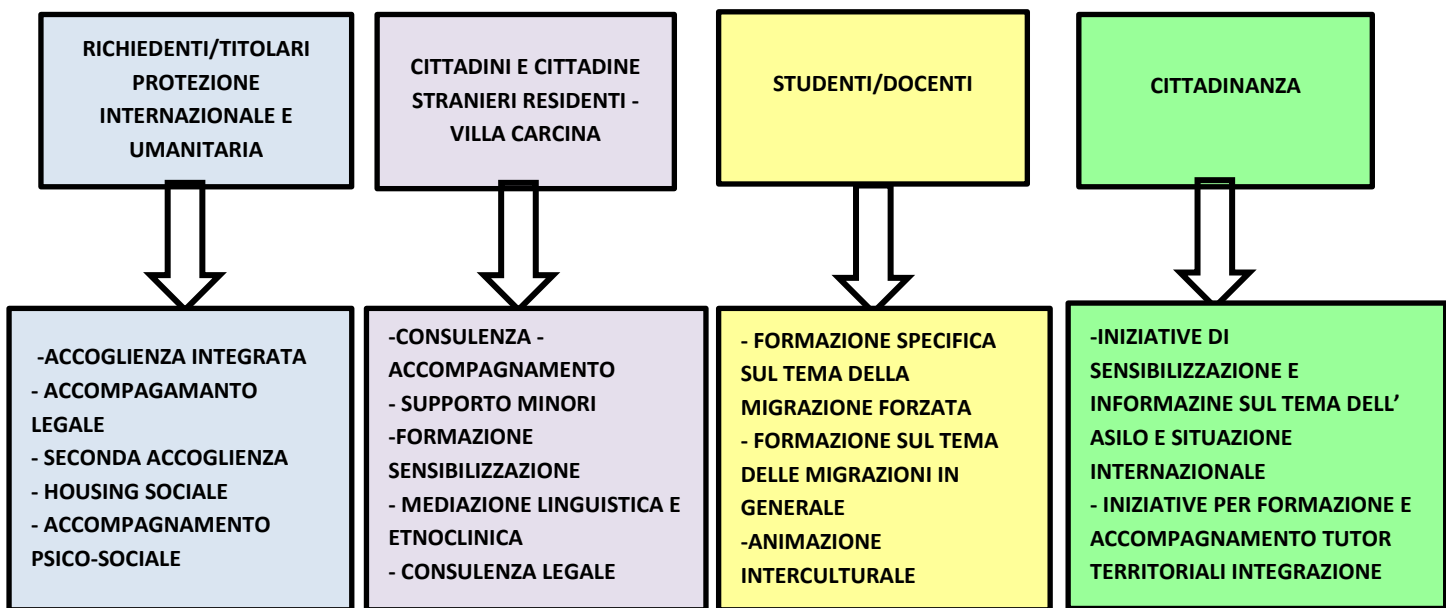 RICHIEDENTI/TITOLARI
PROTEZIONE
INTERNAZIONALE E
UMANITARIA
CITTADINI E CITTADINE
STRANIERI RESIDENTI -
VILLA CARCINA
STUDENTI/DOCENTI
CITTADINANZA
-ACCOGLIENZA INTEGRATA
- ACCOMPAGAMANTO
LEGALE
- SECONDA ACCOGLIENZA
- HOUSING SOCIALE
- ACCOMPAGNAMENTO
PSICO-SOCIALE
-CONSULENZA -
ACCOMPAGNAMENTO
- SUPPORTO MINORI
-FORMAZIONE
SENSIBILIZZAZIONE
- MEDIAZIONE LINGUISTICA E
ETNOCLINICA
- CONSULENZA LEGALE
- FORMAZIONE SPECIFICA
SUL TEMA DELLA
MIGRAZIONE FORZATA
- FORMAZIONE SUL TEMA
DELLE MIGRAZIONI IN
GENERALE
-ANIMAZIONE
INTERCULTURALE
-INIZIATIVE DI
SENSIBILIZZAZIONE E
INFORMAZINE SUL TEMA DELL’
ASILO E SITUAZIONE
INTERNAZIONALE
- INIZIATIVE PER FORMAZIONE E
ACCOMPAGNAMENTO TUTOR
TERRITORIALI INTEGRAZIONE